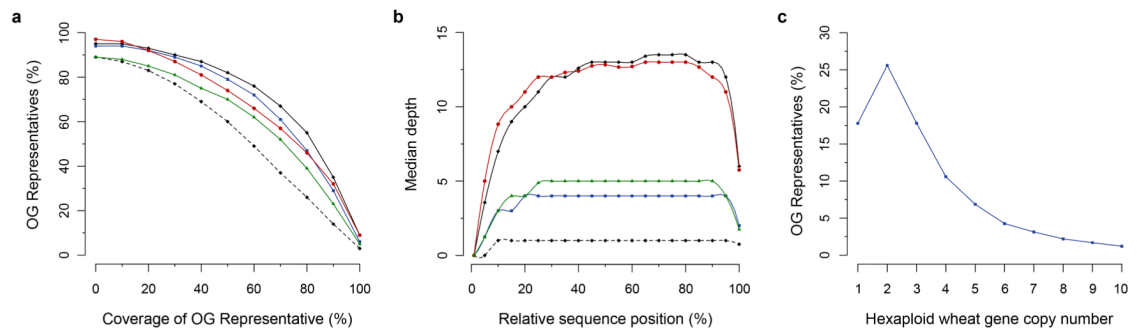 a
100
80
60
40
20
0
OG Representatives (%)
0 20 40 60 80 100
Coverage of OG Representative (%)
b
15
10
5
0
Median depth
0 20 40 60 80 100
Relative sequence position (%)
c
30
25
20
15
10
5
0
OG Representatives (%)
1 2 3 4 5 6 7 8 9 10
Hexaploid wheat gene copy number